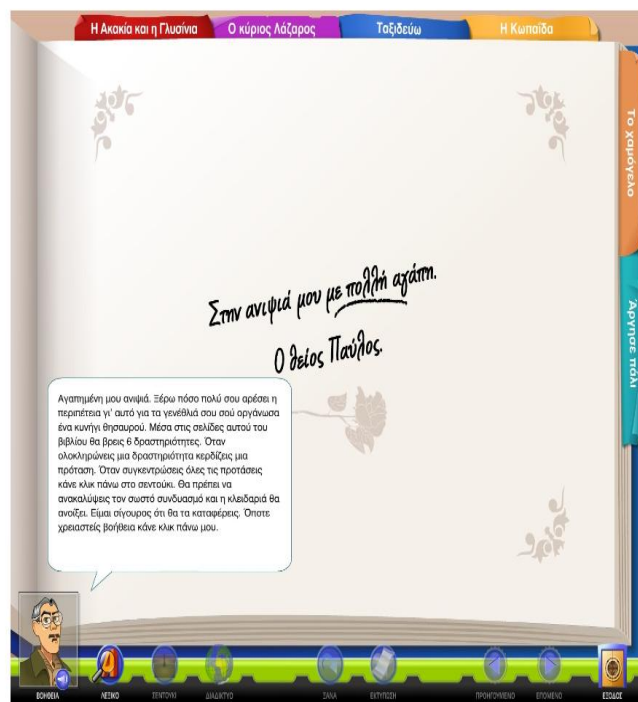 Η Ακακία και η Γλυσίνια
Ο κύριος Λάζαρος
Ταξιδεύω
Η Κωπαΐδα
Το χαμόγελο
Άργησε πάλι
Στην ανιψιά μου με πολλή αγάπη.
Ο θείος Παύλος.
Αγαπημένη μου ανιψιά. Ξέρω πόσο πολύ σου αρέσει η
περιπέτεια γι' αυτό για τα γενέθλιά σου σού οργάνωσα
ένα κυνήγι θησαυρού. Μέσα στις σελίδες αυτού του
βιβλίου θα βρεις 6 δραστηριότητες. Όταν
ολοκληρώνεις μια δραστηριότητα κερδίζεις μια
πρόταση. Όταν συγκεντρώσεις όλες τις προτάσεις
κάνε κλικ πάνω στο σεντούκι. Θα πρέπει να
ανακαλύψεις τον σωστό συνδυασμό και η κλειδαριά θα
ανοίξει. Είμαι σίγουρος ότι θα τα καταφέρεις. Όποτε
χρειαστείς βοήθεια κάνε κλικ πάνω μου.
ΒΟΗΘΕΙΑ
ΛΕΞΙΚΟ
ΣΕΝΤΟΥΚΙ
ΔΙΑΔΙΚΤΥΟ
ΞΑΝΑ
ΕΚΤΥΠΩΣΗ
ΠΡΟΗΓΟΥΜΕΝΟ
ΕΠΟΜΕΝΟ
ΕΞΟΔΟΣ